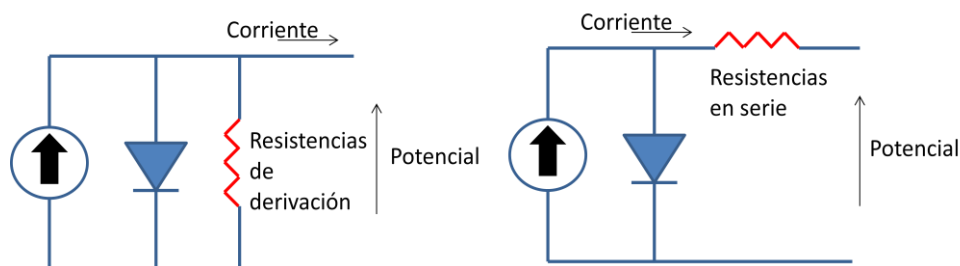 Corriente
Resistencias
de
derivación
Potencial
Corriente
Resistencias
en serie
Potencial